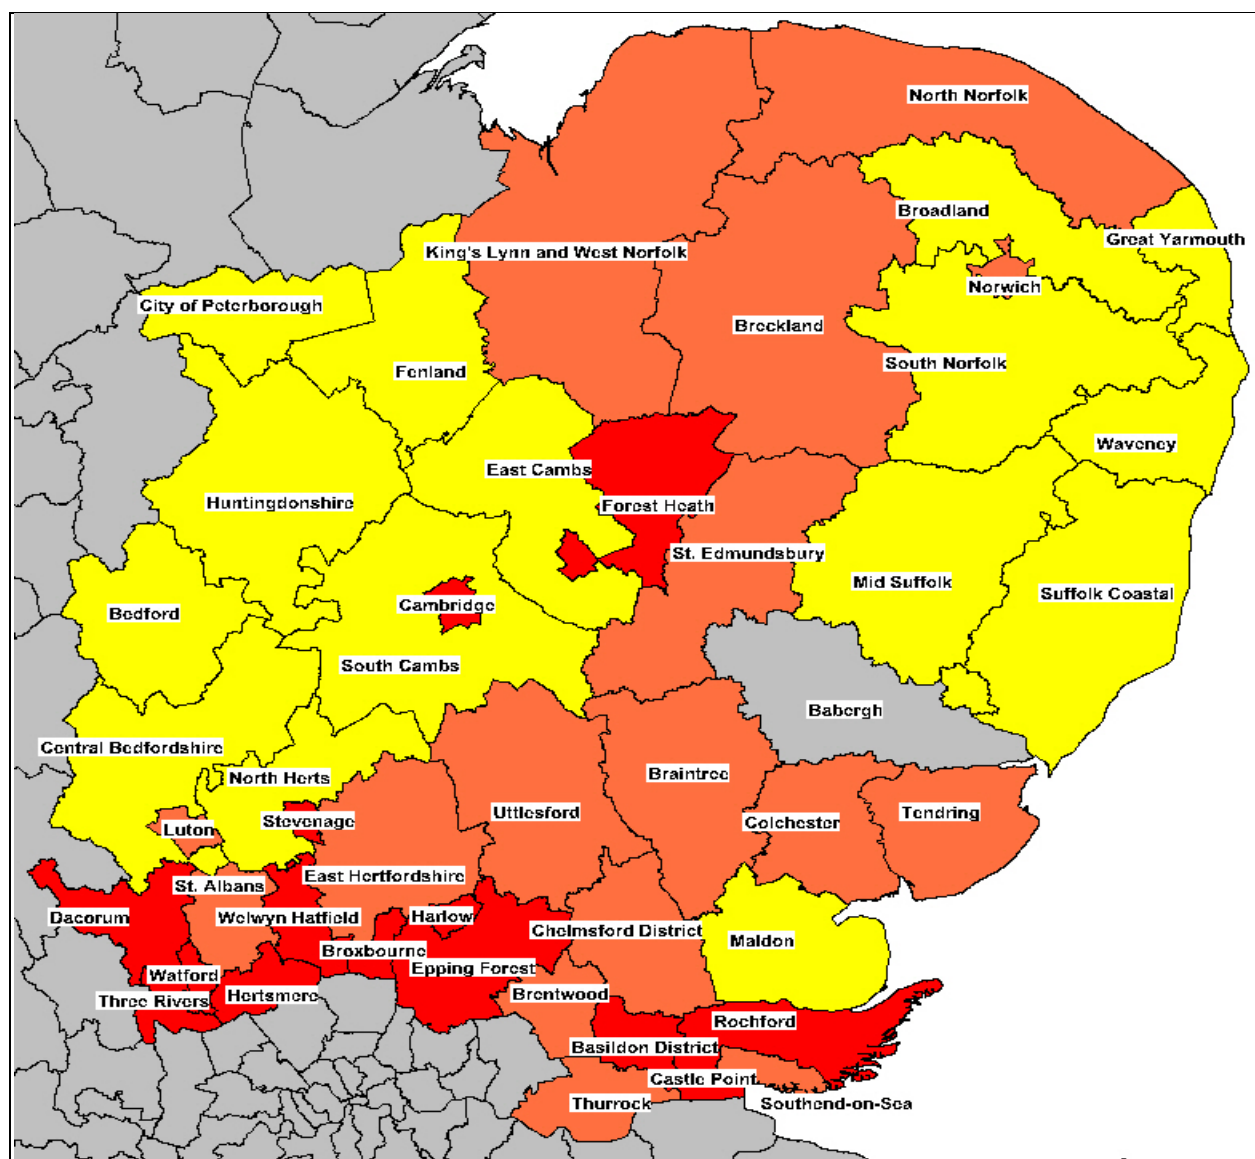 North Norfolk
Broadland
Great Yarmouth
King's Lynn and West Norfolk
Norwich
City of Peterborough
Breckland
South Norfolk
Fenland
Waveney
East Cambs
Huntingdonshire
Forest Heath
St. Edmundsbury
Mid Suffolk
Suffolk Coastal
Cambridge
Bedford
South Cambs
Babergh
Central Bedfordshire
North Herts
Braintree
Uttlesford
Tendring
Stevenage
Colchester
Luton
East Hertfordshire
St. Albans
Dacorum
Welwyn Hatfield
Harlow
Chelmsford District
Maldon
Broxbourne
Epping Forest
Watford
Brentwood
Three Rivers
Hertsmere
Rochford
Basildon District
Castle Point
Thurrock
Southend-on-Sea